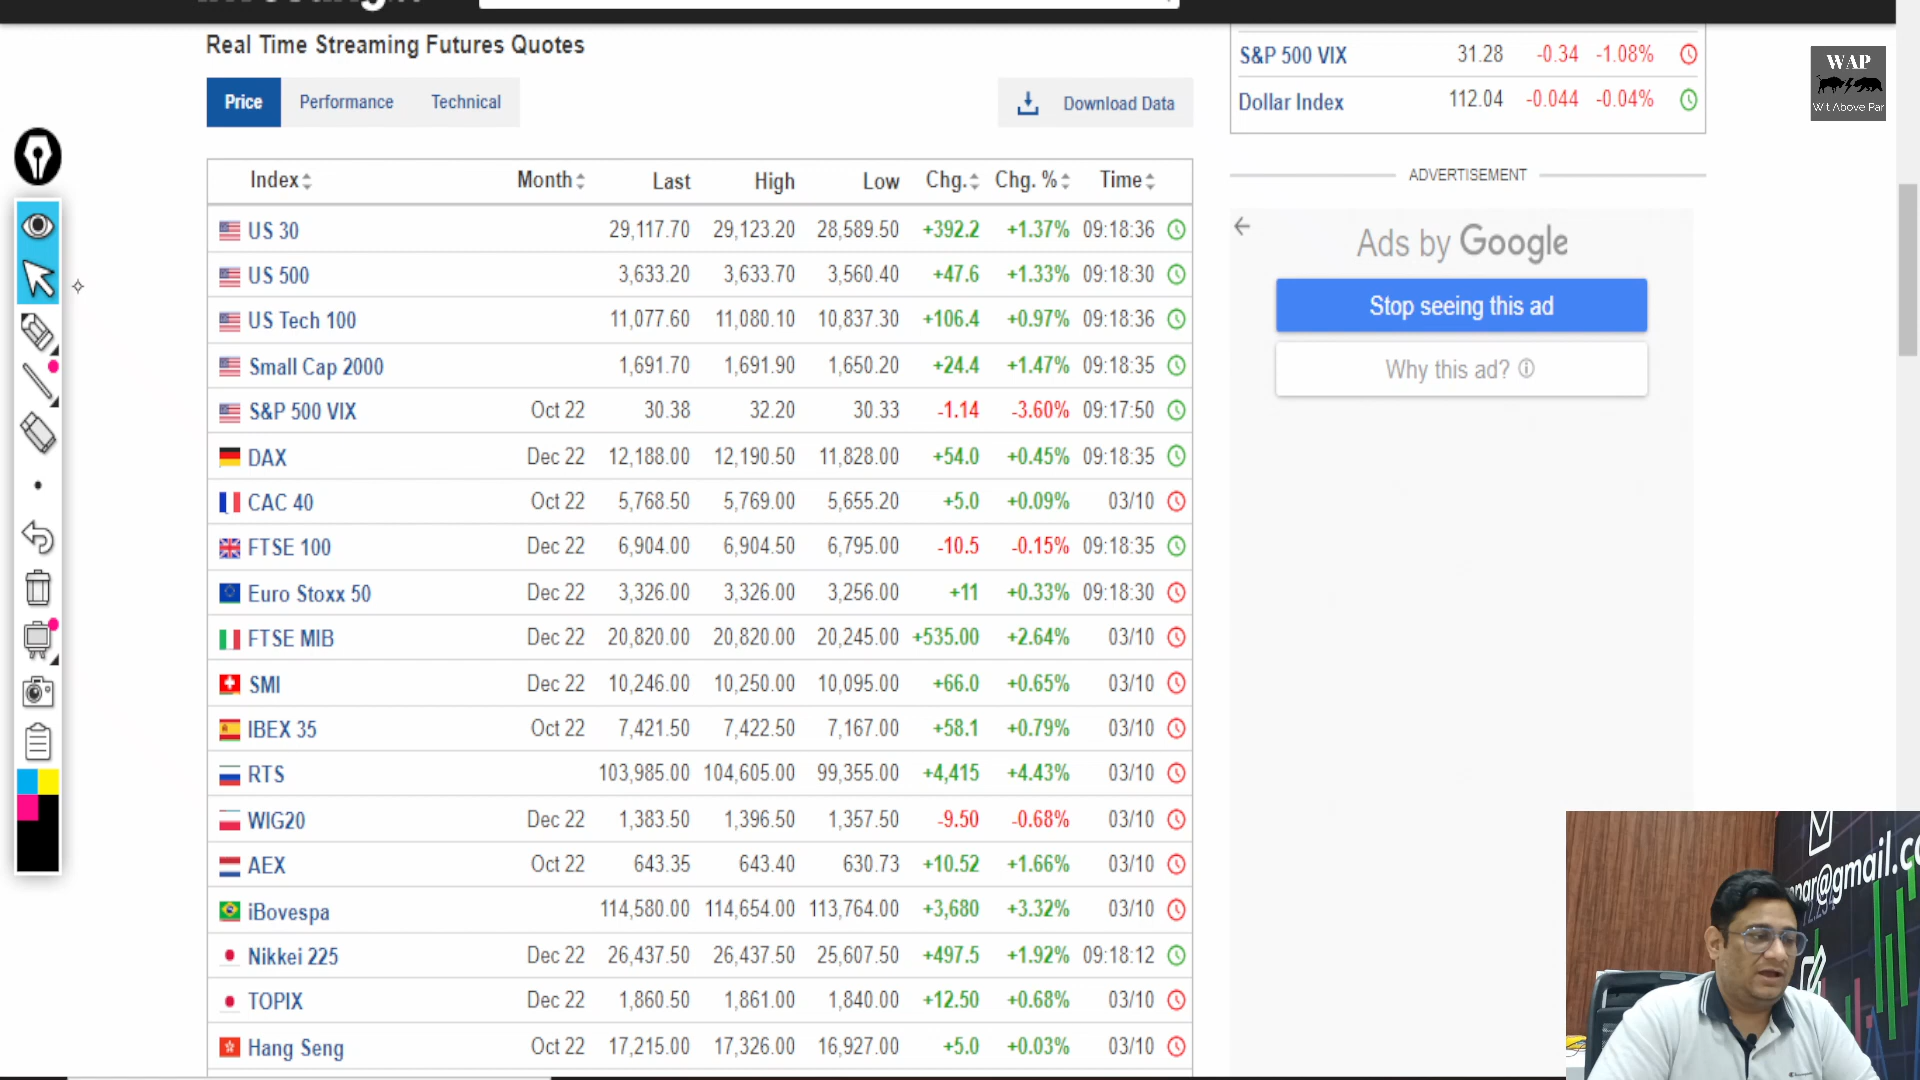 Real Time Streaming Futures Quotes
Price Performance Technical
Download Data
S&P 500 VIX 31.28 -0.34 -1.08%
Dollar Index 112.04 -0.044 -0.04%
WAP
W t Above Par
ADVERTISEMENT
Ads by Google
Stop seeing this ad
Why this ad?
Index Month Last High Low Chg. Chg. % Time
US 30 29,117.70 29,123.20 28,589.50 +392.2 +1.37% 09:18:36
US 500 3,633.20 3,633.70 3,560.40 +47.6 +1.33% 09:18:30
US Tech 100 11,077.60 11,080.10 10,837.30 +106.4 +0.97% 09:18:36
Small Cap 2000 1,691.70 1,691.90 1,650.20 +24.4 +1.47% 09:18:35
S&P 500 VIX Oct 22 30.38 32.20 30.33 -1.14 -3.60% 09:17:50
DAX Dec 22 12,188.00 12,190.50 11,828.00 +54.0 +0.45% 09:18:35
CAC 40 Oct 22 5,768.50 5,769.00 5,655.20 +5.0 +0.09% 03/10
FTSE 100 Dec 22 6,904.00 6,904.50 6,795.00 -10.5 -0.15% 09:18:35
Euro Stoxx 50 Dec 22 3,326.00 3,326.00 3,256.00 +11 +0.33% 09:18:30
FTSE MIB Dec 22 20,820.00 20,820.00 20,245.00 +535.00 +2.64% 03/10
SMI Dec 22 10,246.00 10,250.00 10,095.00 +66.0 +0.65% 03/10
IBEX 35 Oct 22 7,421.50 7,422.50 7,167.00 +58.1 +0.79% 03/10
RTS 103,985.00 104,605.00 99,355.00 +4,415 +4.43% 03/10
WIG20 Dec 22 1,383.50 1,396.50 1,357.50 -9.50 -0.68% 03/10
AEX Oct 22 643.35 643.40 630.73 +10.52 +1.66% 03/10
iBovespa 114,580.00 114,654.00 113,764.00 +3,680 +3.32% 03/10
Nikkei 225 Dec 22 26,437.50 26,437.50 25,607.50 +497.5 +1.92% 09:18:12
TOPIX Dec 22 1,860.50 1,861.00 1,840.00 +12.50 +0.68% 03/10
Hang Seng Oct 22 17,215.00 17,326.00 16,927.00 +5.0 +0.03% 03/10
par@gmail.co